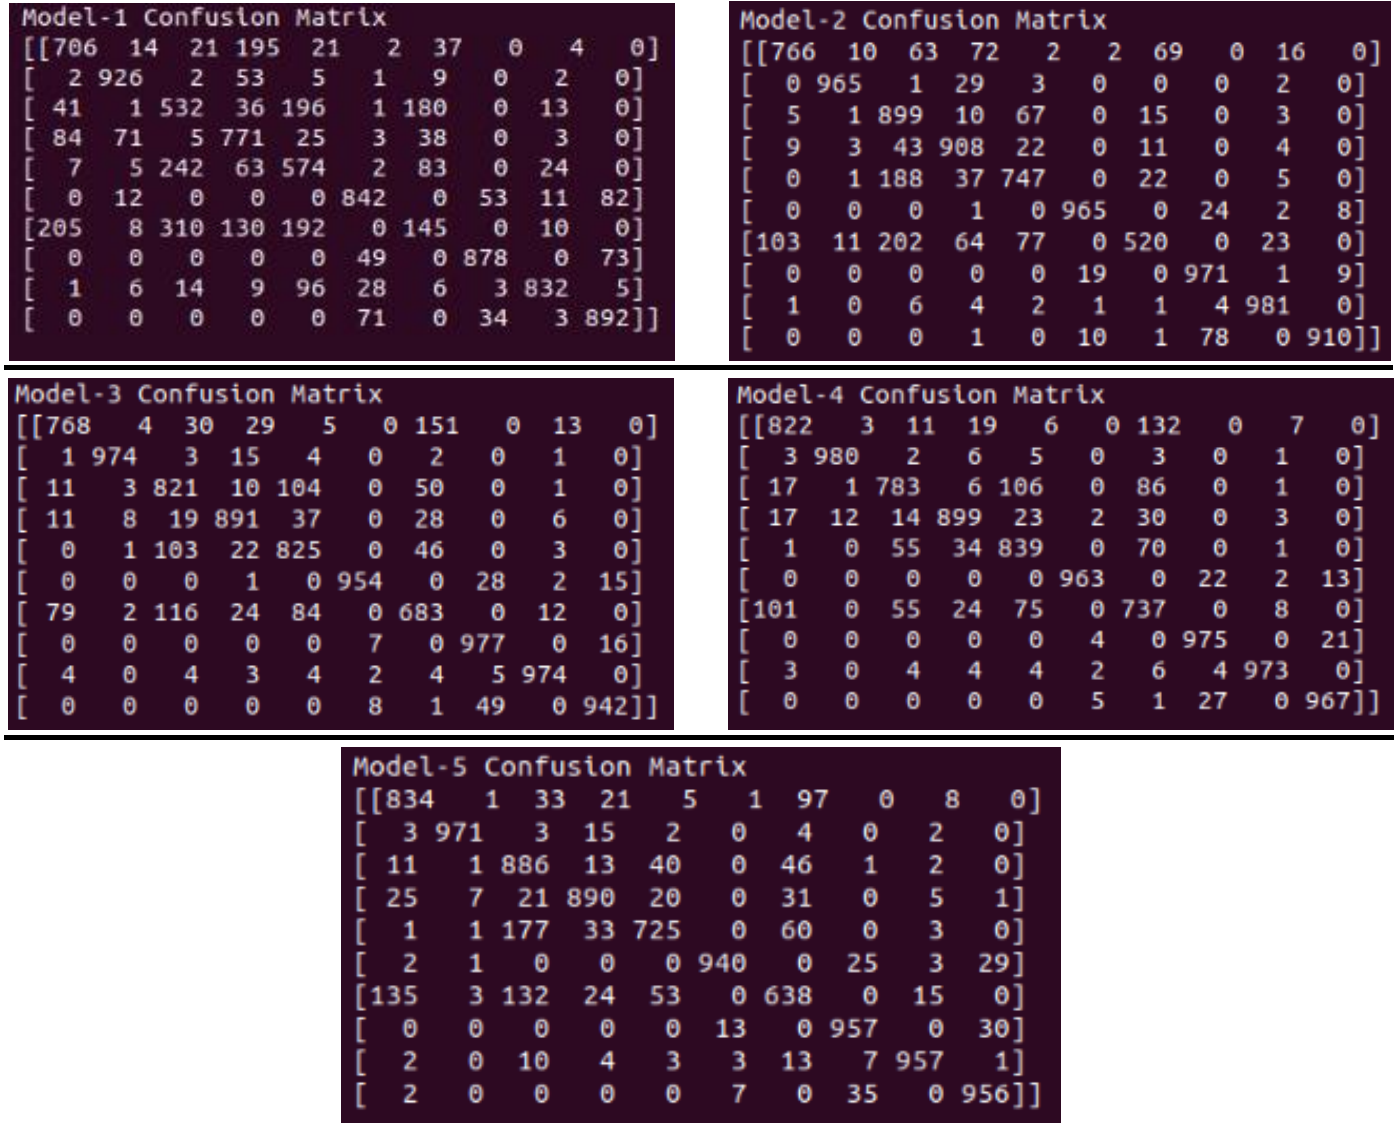 Model-1 Confusion Matrix
[[706 14 21 195 21 2 37 0 4 0]
[ 2 926 2 53 5 1 9 0 2 0]
[ 41 1 532 36 196 1 180 0 13 0]
[ 84 71 5 771 25 3 38 0 3 0]
[ 7 5 242 63 574 2 83 0 24 0]
[ 0 12 0 0 0 842 0 53 11 82]
[205 8 310 130 192 0 145 0 10 0]
[ 0 0 0 0 0 49 0 878 0 73]
[ 1 6 14 9 96 28 6 3 832 5]
[ 0 0 0 0 0 71 0 34 3 892]]
Model-2 Confusion Matrix
[[766 10 63 72 2 2 69 0 16 0]
[ 0 965 1 29 3 0 0 0 2 0]
[ 5 1 899 10 67 0 15 0 3 0]
[ 9 3 43 908 22 0 11 0 4 0]
[ 0 1 188 37 747 0 22 0 5 0]
[ 0 0 0 1 0 965 0 24 2 8]
[103 11 202 64 77 0 520 0 23 0]
[ 0 0 0 0 0 19 0 971 1 9]
[ 1 0 6 4 2 1 1 4 981 0]
[ 0 0 0 1 0 10 1 78 0 910]]
Model-3 Confusion Matrix
[[768 4 30 29 5 0 151 0 13 0]
[ 1 974 3 15 4 0 2 0 1 0]
[ 11 3 821 10 104 0 50 0 1 0]
[ 11 8 19 891 37 0 28 0 6 0]
[ 0 1 103 22 825 0 46 0 3 0]
[ 0 0 0 1 0 954 0 28 2 15]
[ 79 2 116 24 84 0 683 0 12 0]
[ 0 0 0 0 0 7 0 977 0 16]
[ 4 0 4 3 4 2 4 5 974 0]
[ 0 0 0 0 0 8 1 49 0 942]]
Model-4 Confusion Matrix
[[822 3 11 19 6 0 132 0 7 0]
[ 3 980 2 6 5 0 3 0 1 0]
[ 17 1 783 6 106 0 86 0 1 0]
[ 17 12 14 899 23 2 30 0 3 0]
[ 1 0 55 34 839 0 70 0 1 0]
[ 0 0 0 0 0 963 0 22 2 13]
[101 0 55 24 75 0 737 0 8 0]
[ 0 0 0 0 0 4 0 975 0 21]
[ 3 0 4 4 4 2 6 4 973 0]
[ 0 0 0 0 0 5 1 27 0 967]]
Model-5 Confusion Matrix
[[834 1 33 21 5 1 97 0 8 0]
[ 3 971 3 15 2 0 4 0 2 0]
[ 11 1 886 13 40 0 46 1 2 0]
[ 25 7 21 890 20 0 31 0 5 1]
[ 1 1 177 33 725 0 60 0 3 0]
[ 2 1 0 0 0 940 0 25 3 29]
[135 3 132 24 53 0 638 0 15 0]
[ 0 0 0 0 0 13 0 957 0 30]
[ 2 0 10 4 3 3 13 7 957 1]
[ 2 0 0 0 0 7 0 35 0 956]]